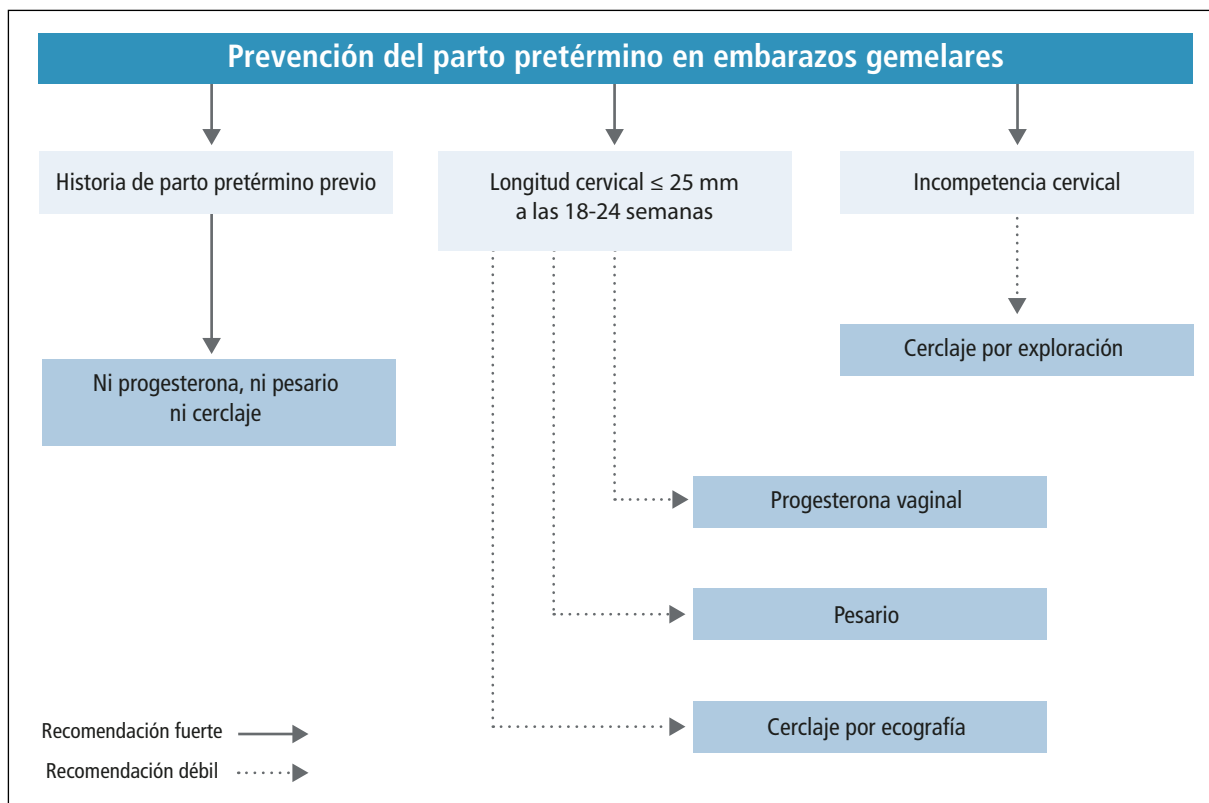 Prevención del parto pretérmino en embarazos gemelares
Historia de parto pretérmino previo
Longitud cervical ≤ 25 mm
a las 18-24 semanas
Incompetencia cervical
Cerclaje por exploración
Ni progesterona, ni pesario
ni cerclaje
Progesterona vaginal
Pesario
Cerclaje por ecografía
Recomendación fuerte
Recomendación débil